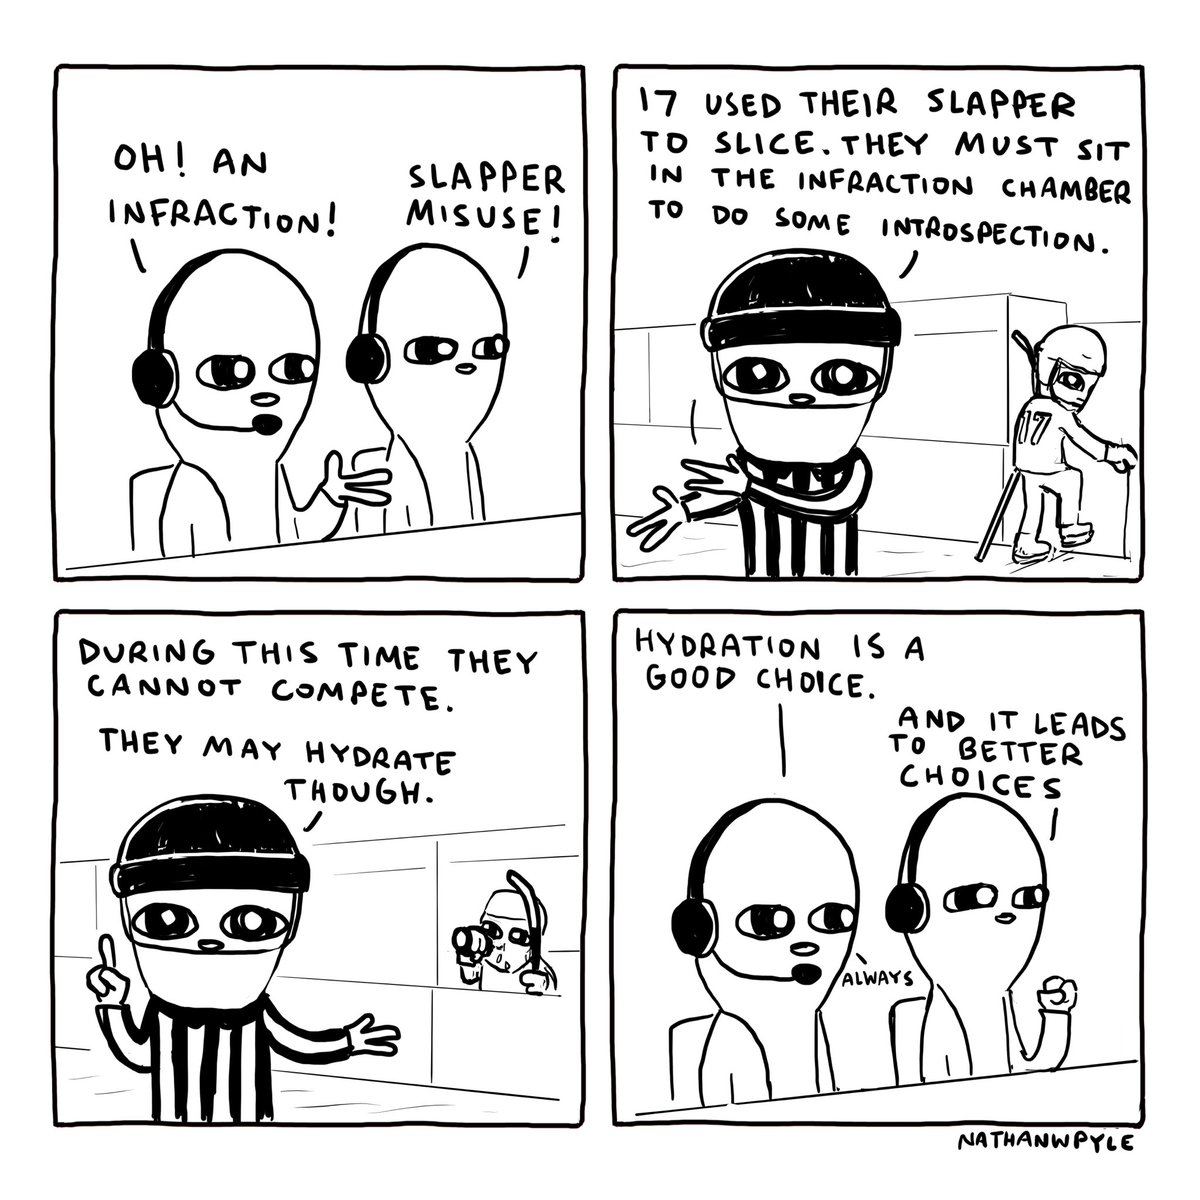 OH! AN
INFRACTION!
SLAPPER
MISUSE!
17 USED THEIR SLAPPER
TO SLICE. THEY MUST SIT
IN THE INFRACTION CHAMBER
TO DO SOME INTROSPECTION.
17
DURING THIS TIME THEY
CANNOT COMPETE.
THEY MAY HYDRATE
THOUGH.
HYDRATION IS A
GOOD CHOICE.
AND IT LEADS
TO BETTER
CHOICES
ALWAYS
NATHANWPYLE